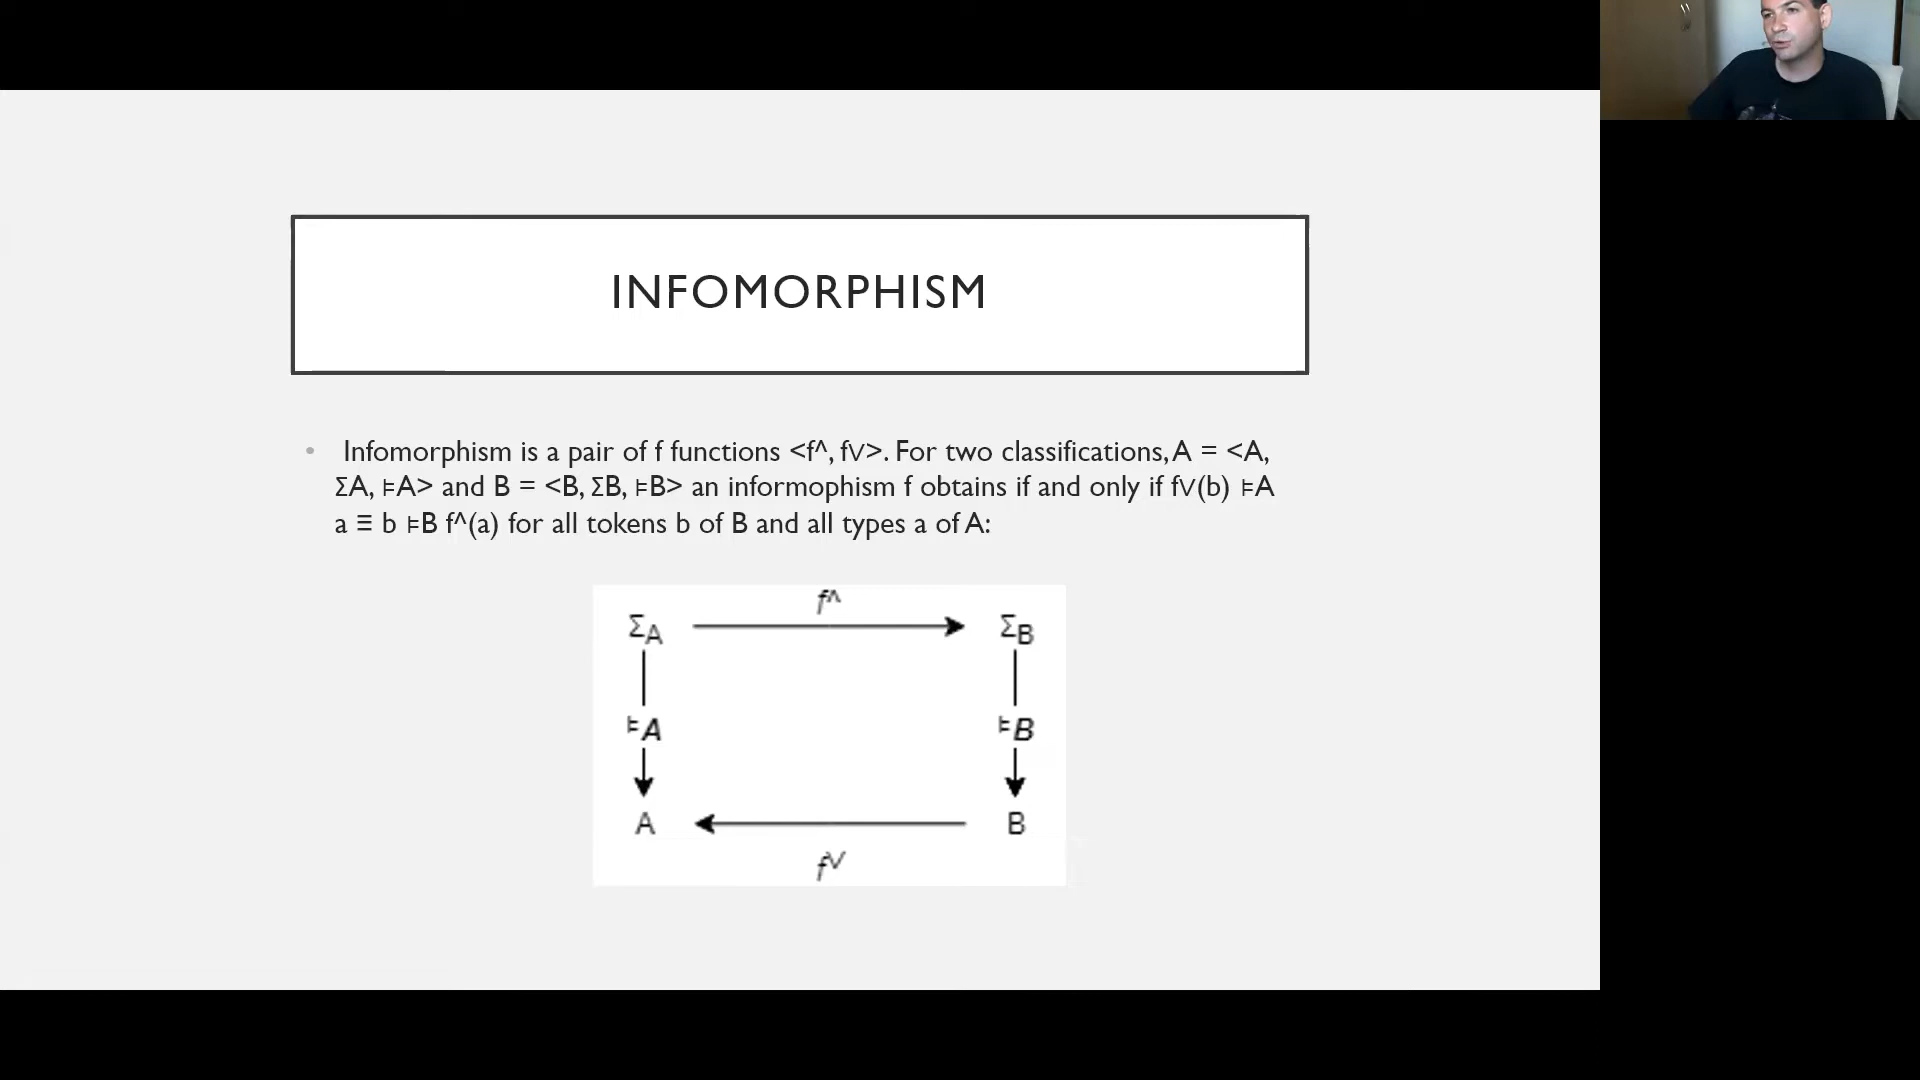 INFOMORPHISM
• Infomorphism is a pair of f functions <f^, f∨>. For two classifications, A = <A,
ΣA, ⊧A> and B = <B, ΣB, ⊧B> an informophism f obtains if and only if f∨(b) ⊧A
a ≡ b ⊧B f^(a) for all tokens b of B and all types a of A:
f^
ΣA ΣB
⊧A ⊧B
A B
f∨